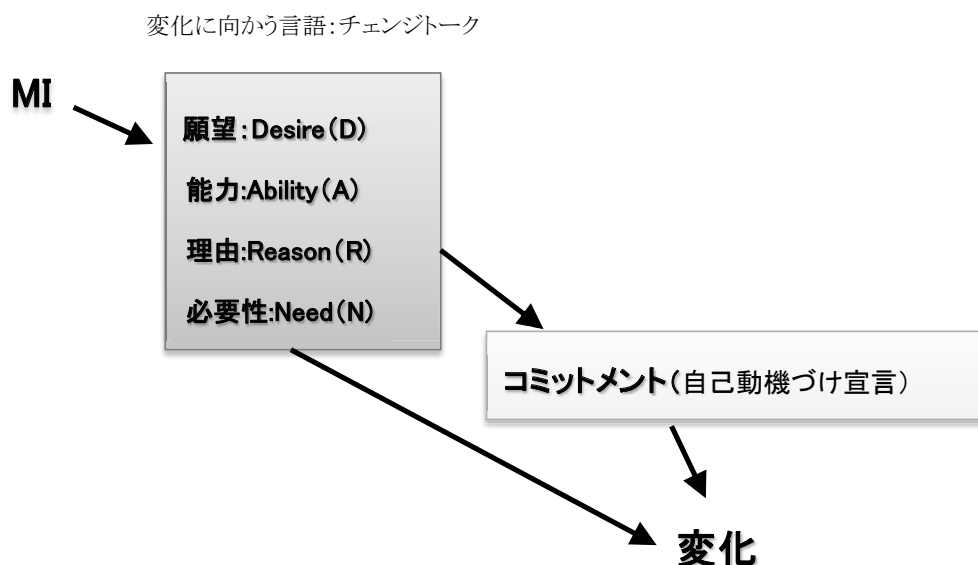 変化に向かう言語：チェンジトーク
MI
願望：Desire（D）
能力:Ability（A）
理由:Reason（R）
必要性:Need（N）
コミットメント（自己動機づけ宣言）
変化